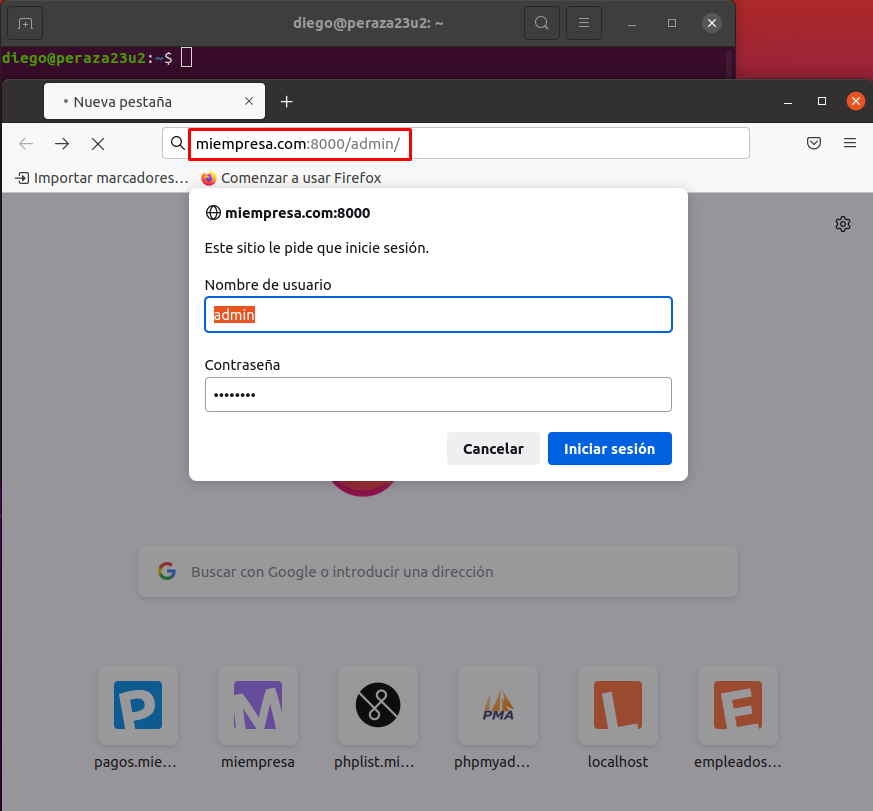 diego@peraza23u2: ~
diego@peraza23u2:~$
Nueva pestaña
miempresa.com:8000/admin/
Importar marcadores...
Comenzar a usar Firefox
miempresa.com:8000
Este sitio le pide que inicie sesión.
Nombre de usuario
admin
Contraseña
••••••••
Cancelar
Iniciar sesión
Buscar con Google o introducir una dirección
P
M
PMA
L
E
pagos.mie...
miempresa
phplist.mi...
phpmyad...
localhost
empleados...